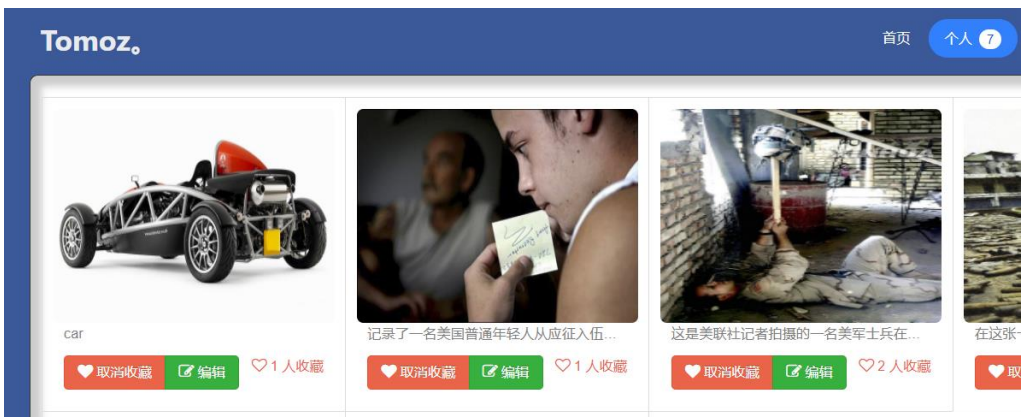 Tomoz。
首页
个人 7
car
取消收藏 编辑 1 人收藏
记录了一名美国普通年轻人从应征入伍...
取消收藏 编辑 1 人收藏
这是美联社记者拍摄的一名美军士兵在...
取消收藏 编辑 2 人收藏
在这张
取